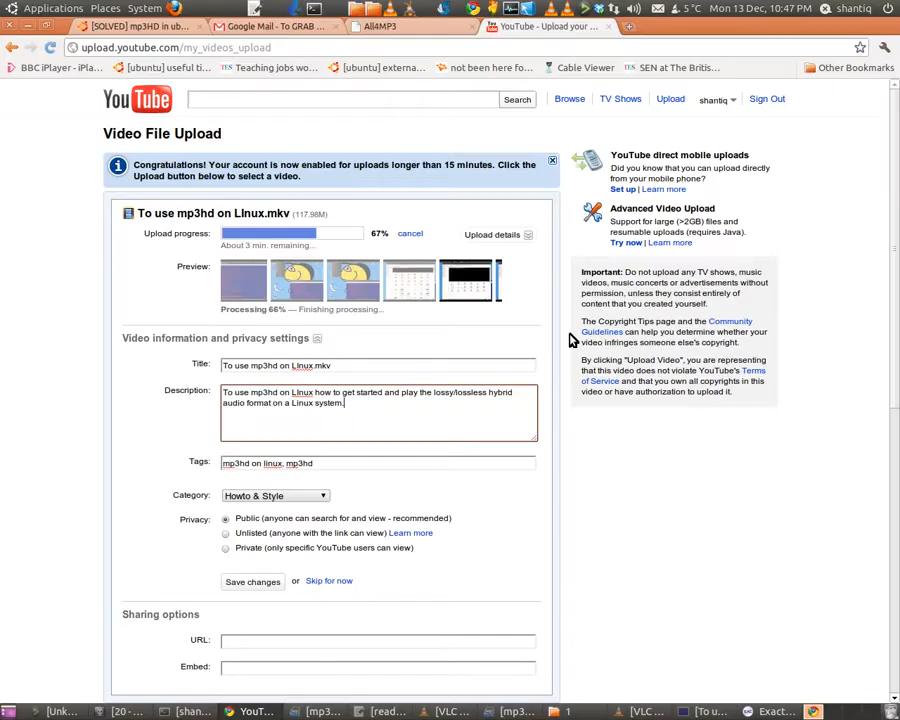 Applications Places System
5 °C Mon 13 Dec, 10:47 PM shantiq
[SOLVED] mp3HD in ub...
Google Mail - To GRAB ...
All4MP3
YouTube - Upload your ...
upload.youtube.com/my_videos_upload
BBC iPlayer - iPla...
[ubuntu] useful ti...
Teaching jobs wo...
[ubuntu] externa...
not been here fo...
Cable Viewer
SEN at The Britis...
Other Bookmarks
YouTube
Search
Browse
TV Shows
Upload
shantiq
Sign Out
Video File Upload
Congratulations! Your account is now enabled for uploads longer than 15 minutes. Click the
Upload button below to select a video.
To use mp3hd on LInux.mkv (117.98M)
Upload progress: 67% cancel Upload details
About 3 min. remaining...
Preview:
Processing 66% — Finishing processing...
Video information and privacy settings
Title: To use mp3hd on LInux.mkv
Description: To use mp3hd on LInux how to get started and play the lossy/lossless hybrid
audio format on a Linux system.
Tags: mp3hd on linux, mp3hd
Category: Howto & Style
Privacy: Public (anyone can search for and view - recommended)
Unlisted (anyone with the link can view) Learn more
Private (only specific YouTube users can view)
Save changes or Skip for now
Sharing options
URL:
Embed:
YouTube direct mobile uploads
Did you know that you can upload directly
from your mobile phone?
Set up | Learn more
Advanced Video Upload
Support for large (>2GB) files and
resumable uploads (requires Java).
Try now | Learn more
Important: Do not upload any TV shows, music
videos, music concerts or advertisements without
permission, unless they consist entirely of
content that you created yourself.
The Copyright Tips page and the Community
Guidelines can help you determine whether your
video infringes someone else's copyright.
By clicking "Upload Video", you are representing
that this video does not violate YouTube's Terms
of Service and that you own all copyrights in this
video or have authorization to upload it.
[Unk...
[20 -...
[shan...
YouT...
[mp3...
[read...
[VLC ...
[mp3...
1
[VLC ...
[To u...
Exact...